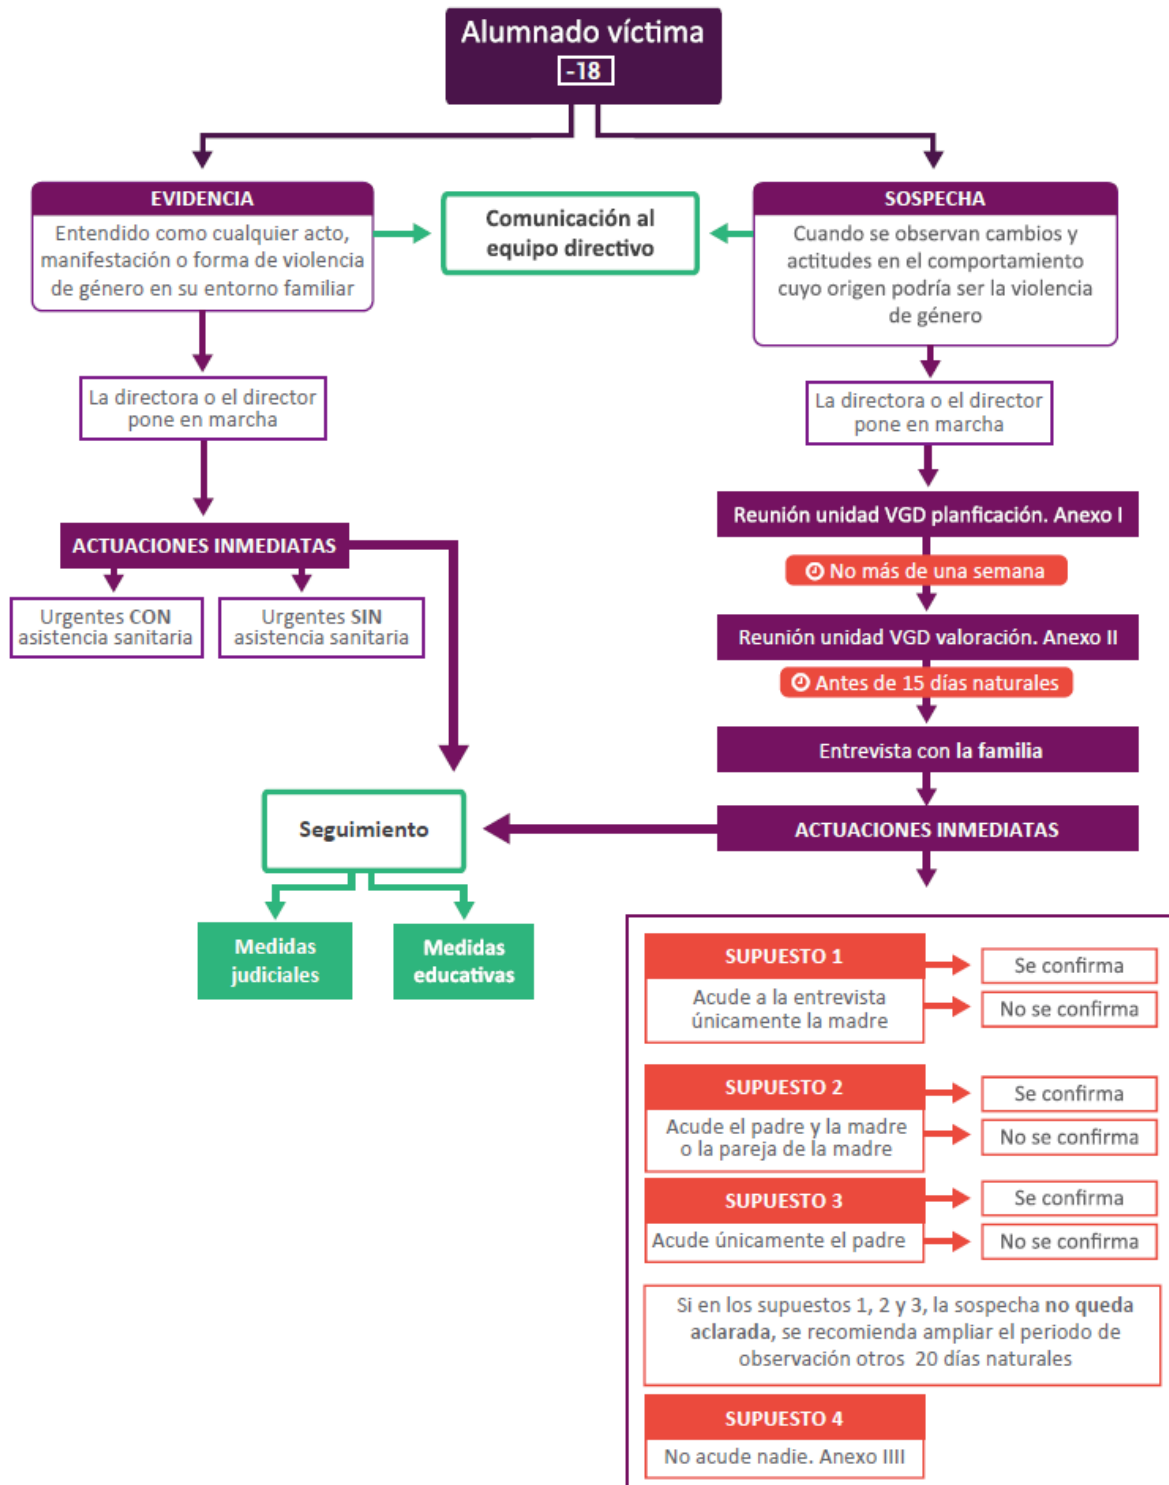 Alumnado víctima
-18
EVIDENCIA
Entendido como cualquier acto,
manifestación o forma de violencia
de género en su entorno familiar
Comunicación al
equipo directivo
SOSPECHA
Cuando se observan cambios y
actitudes en el comportamiento
cuyo origen podría ser la violencia
de género
La directora o el director
pone en marcha
La directora o el director
pone en marcha
ACTUACIONES INMEDIATAS
Urgentes CON
asistencia sanitaria
Urgentes SIN
asistencia sanitaria
Reunión unidad VGD planficación. Anexo I
No más de una semana
Reunión unidad VGD valoración. Anexo II
Antes de 15 días naturales
Entrevista con la familia
ACTUACIONES INMEDIATAS
Seguimiento
Medidas
judiciales
Medidas
educativas
SUPUESTO 1
Acude a la entrevista
únicamente la madre
Se confirma
No se confirma
SUPUESTO 2
Acude el padre y la madre
o la pareja de la madre
Se confirma
No se confirma
SUPUESTO 3
Acude únicamente el padre
Se confirma
No se confirma
Si en los supuestos 1, 2 y 3, la sospecha no queda
aclarada, se recomienda ampliar el periodo de
observación otros 20 días naturales
SUPUESTO 4
No acude nadie. Anexo IIII